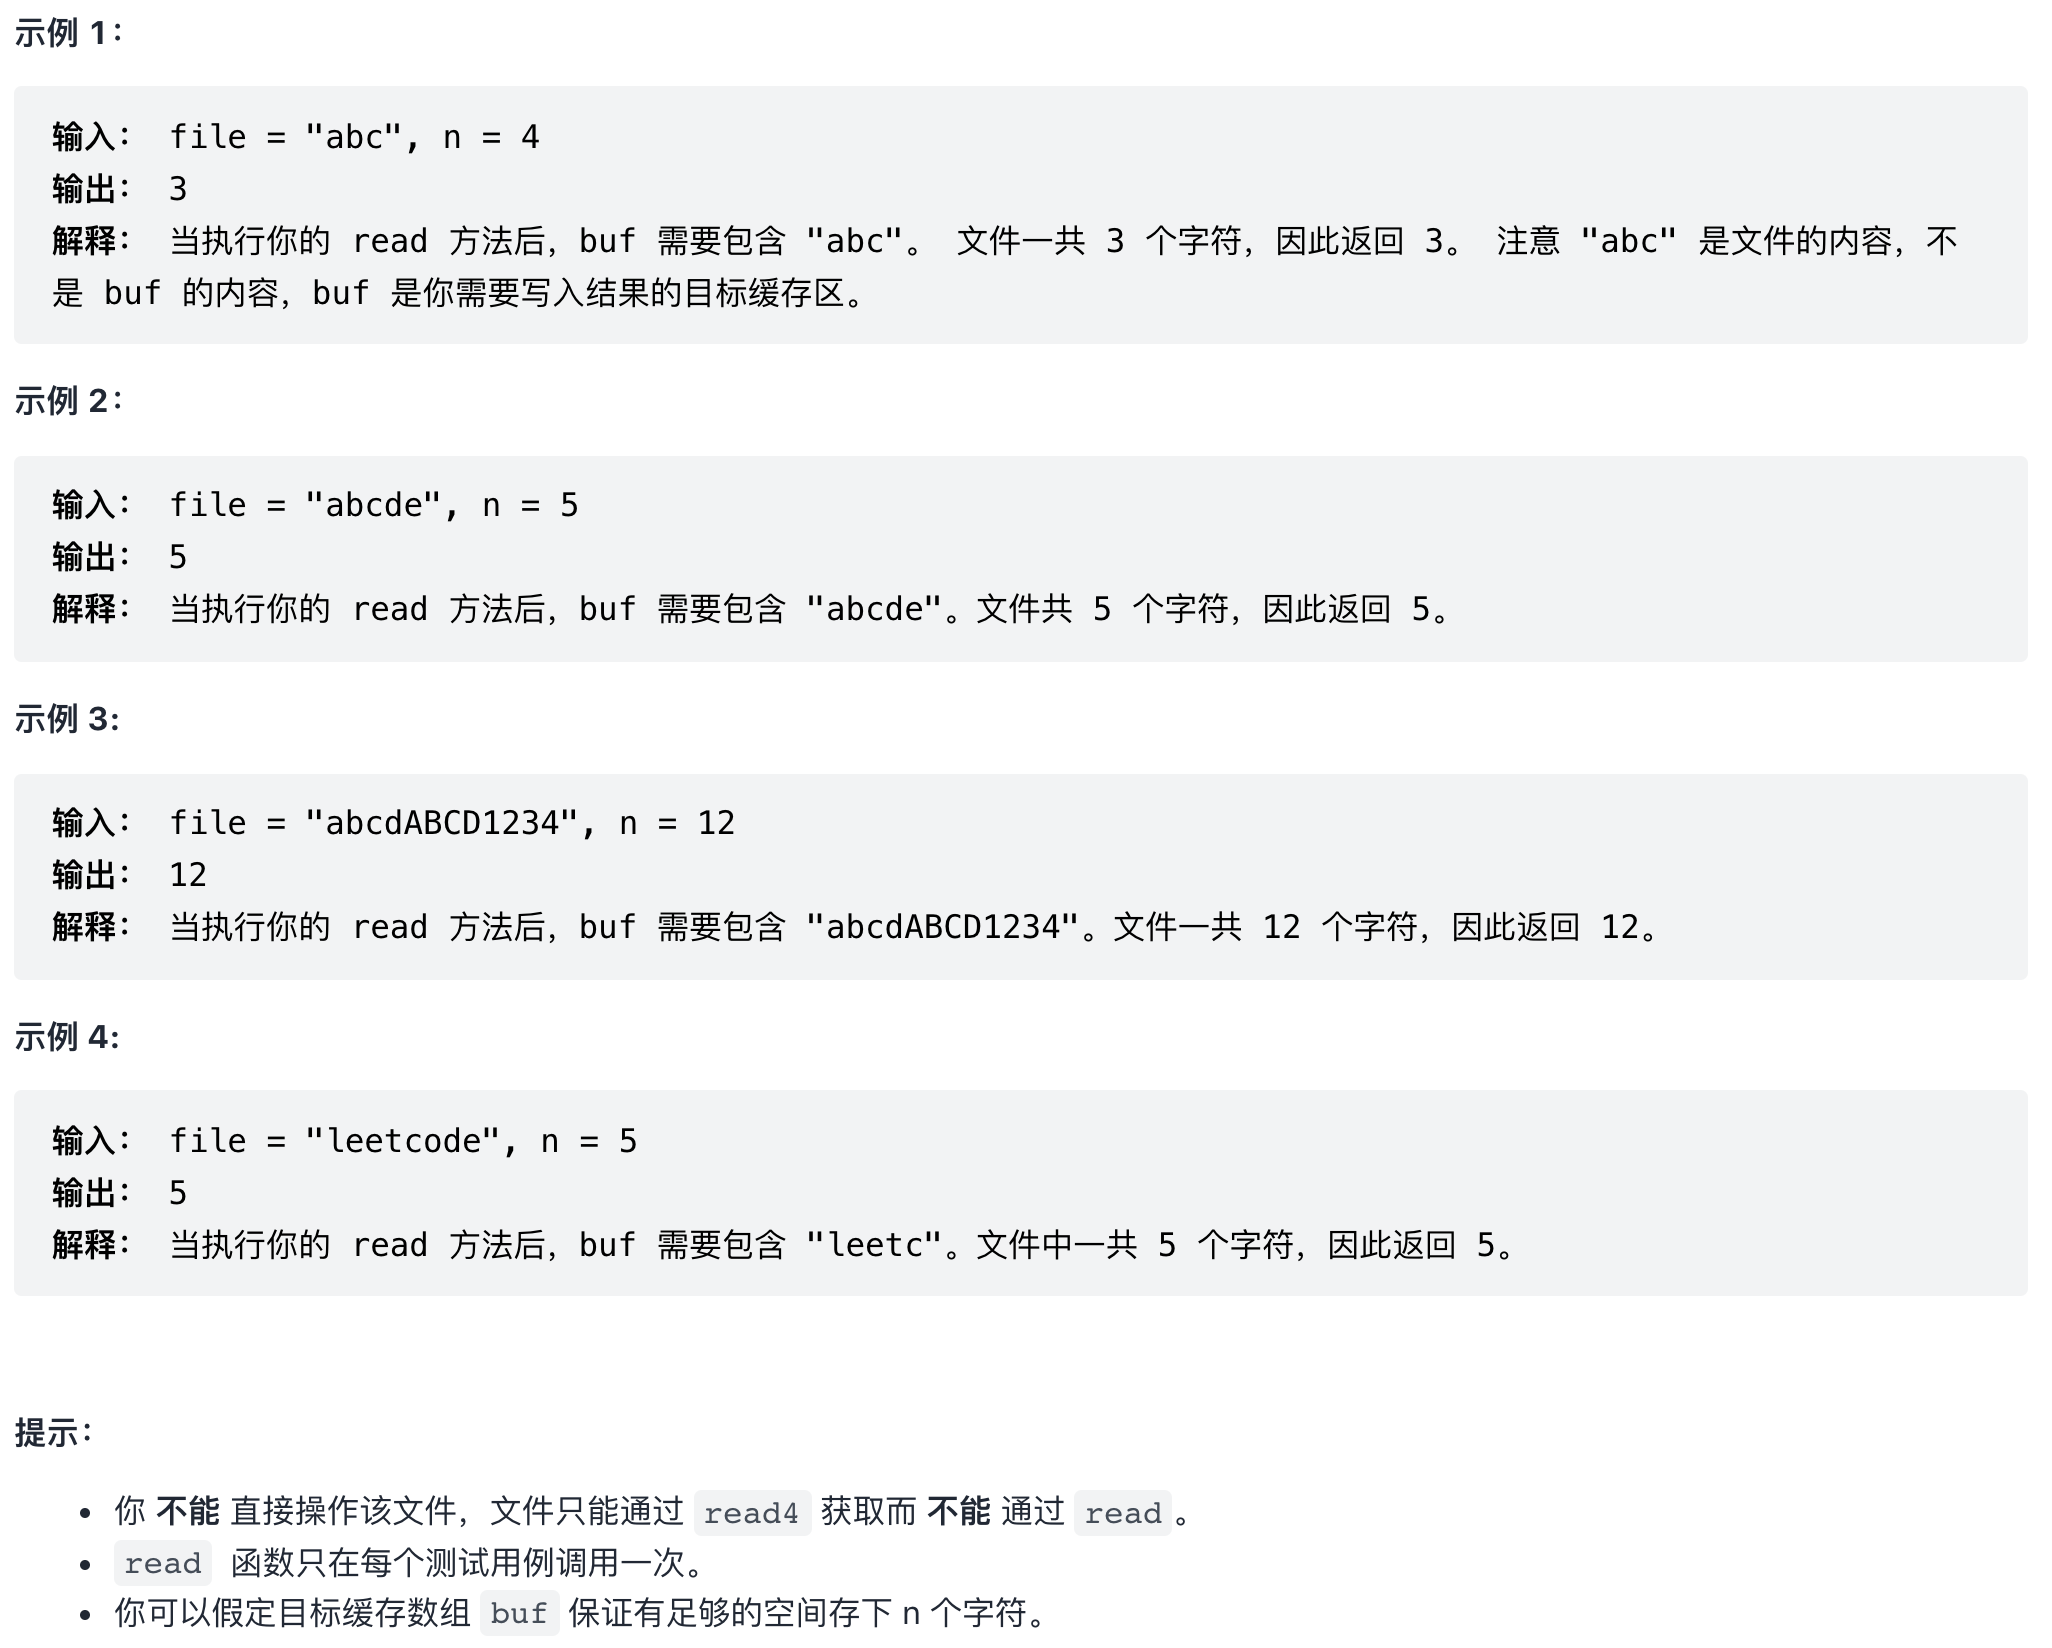 示例 1：
输入： file = "abc", n = 4
输出： 3
解释： 当执行你的 read 方法后，buf 需要包含 "abc"。 文件一共 3 个字符，因此返回 3。 注意 "abc" 是文件的内容，不
是 buf 的内容，buf 是你需要写入结果的目标缓存区。
示例 2：
输入： file = "abcde", n = 5
输出： 5
解释： 当执行你的 read 方法后，buf 需要包含 "abcde"。文件共 5 个字符，因此返回 5。
示例 3:
输入： file = "abcdABCD1234", n = 12
输出： 12
解释： 当执行你的 read 方法后，buf 需要包含 "abcdABCD1234"。文件一共 12 个字符，因此返回 12。
示例 4:
输入： file = "leetcode", n = 5
输出： 5
解释： 当执行你的 read 方法后，buf 需要包含 "leetc"。文件中一共 5 个字符，因此返回 5。
提示：
• 你 不能 直接操作该文件，文件只能通过 read4 获取而 不能 通过 read。
• read 函数只在每个测试用例调用一次。
• 你可以假定目标缓存数组 buf 保证有足够的空间存下 n 个字符。